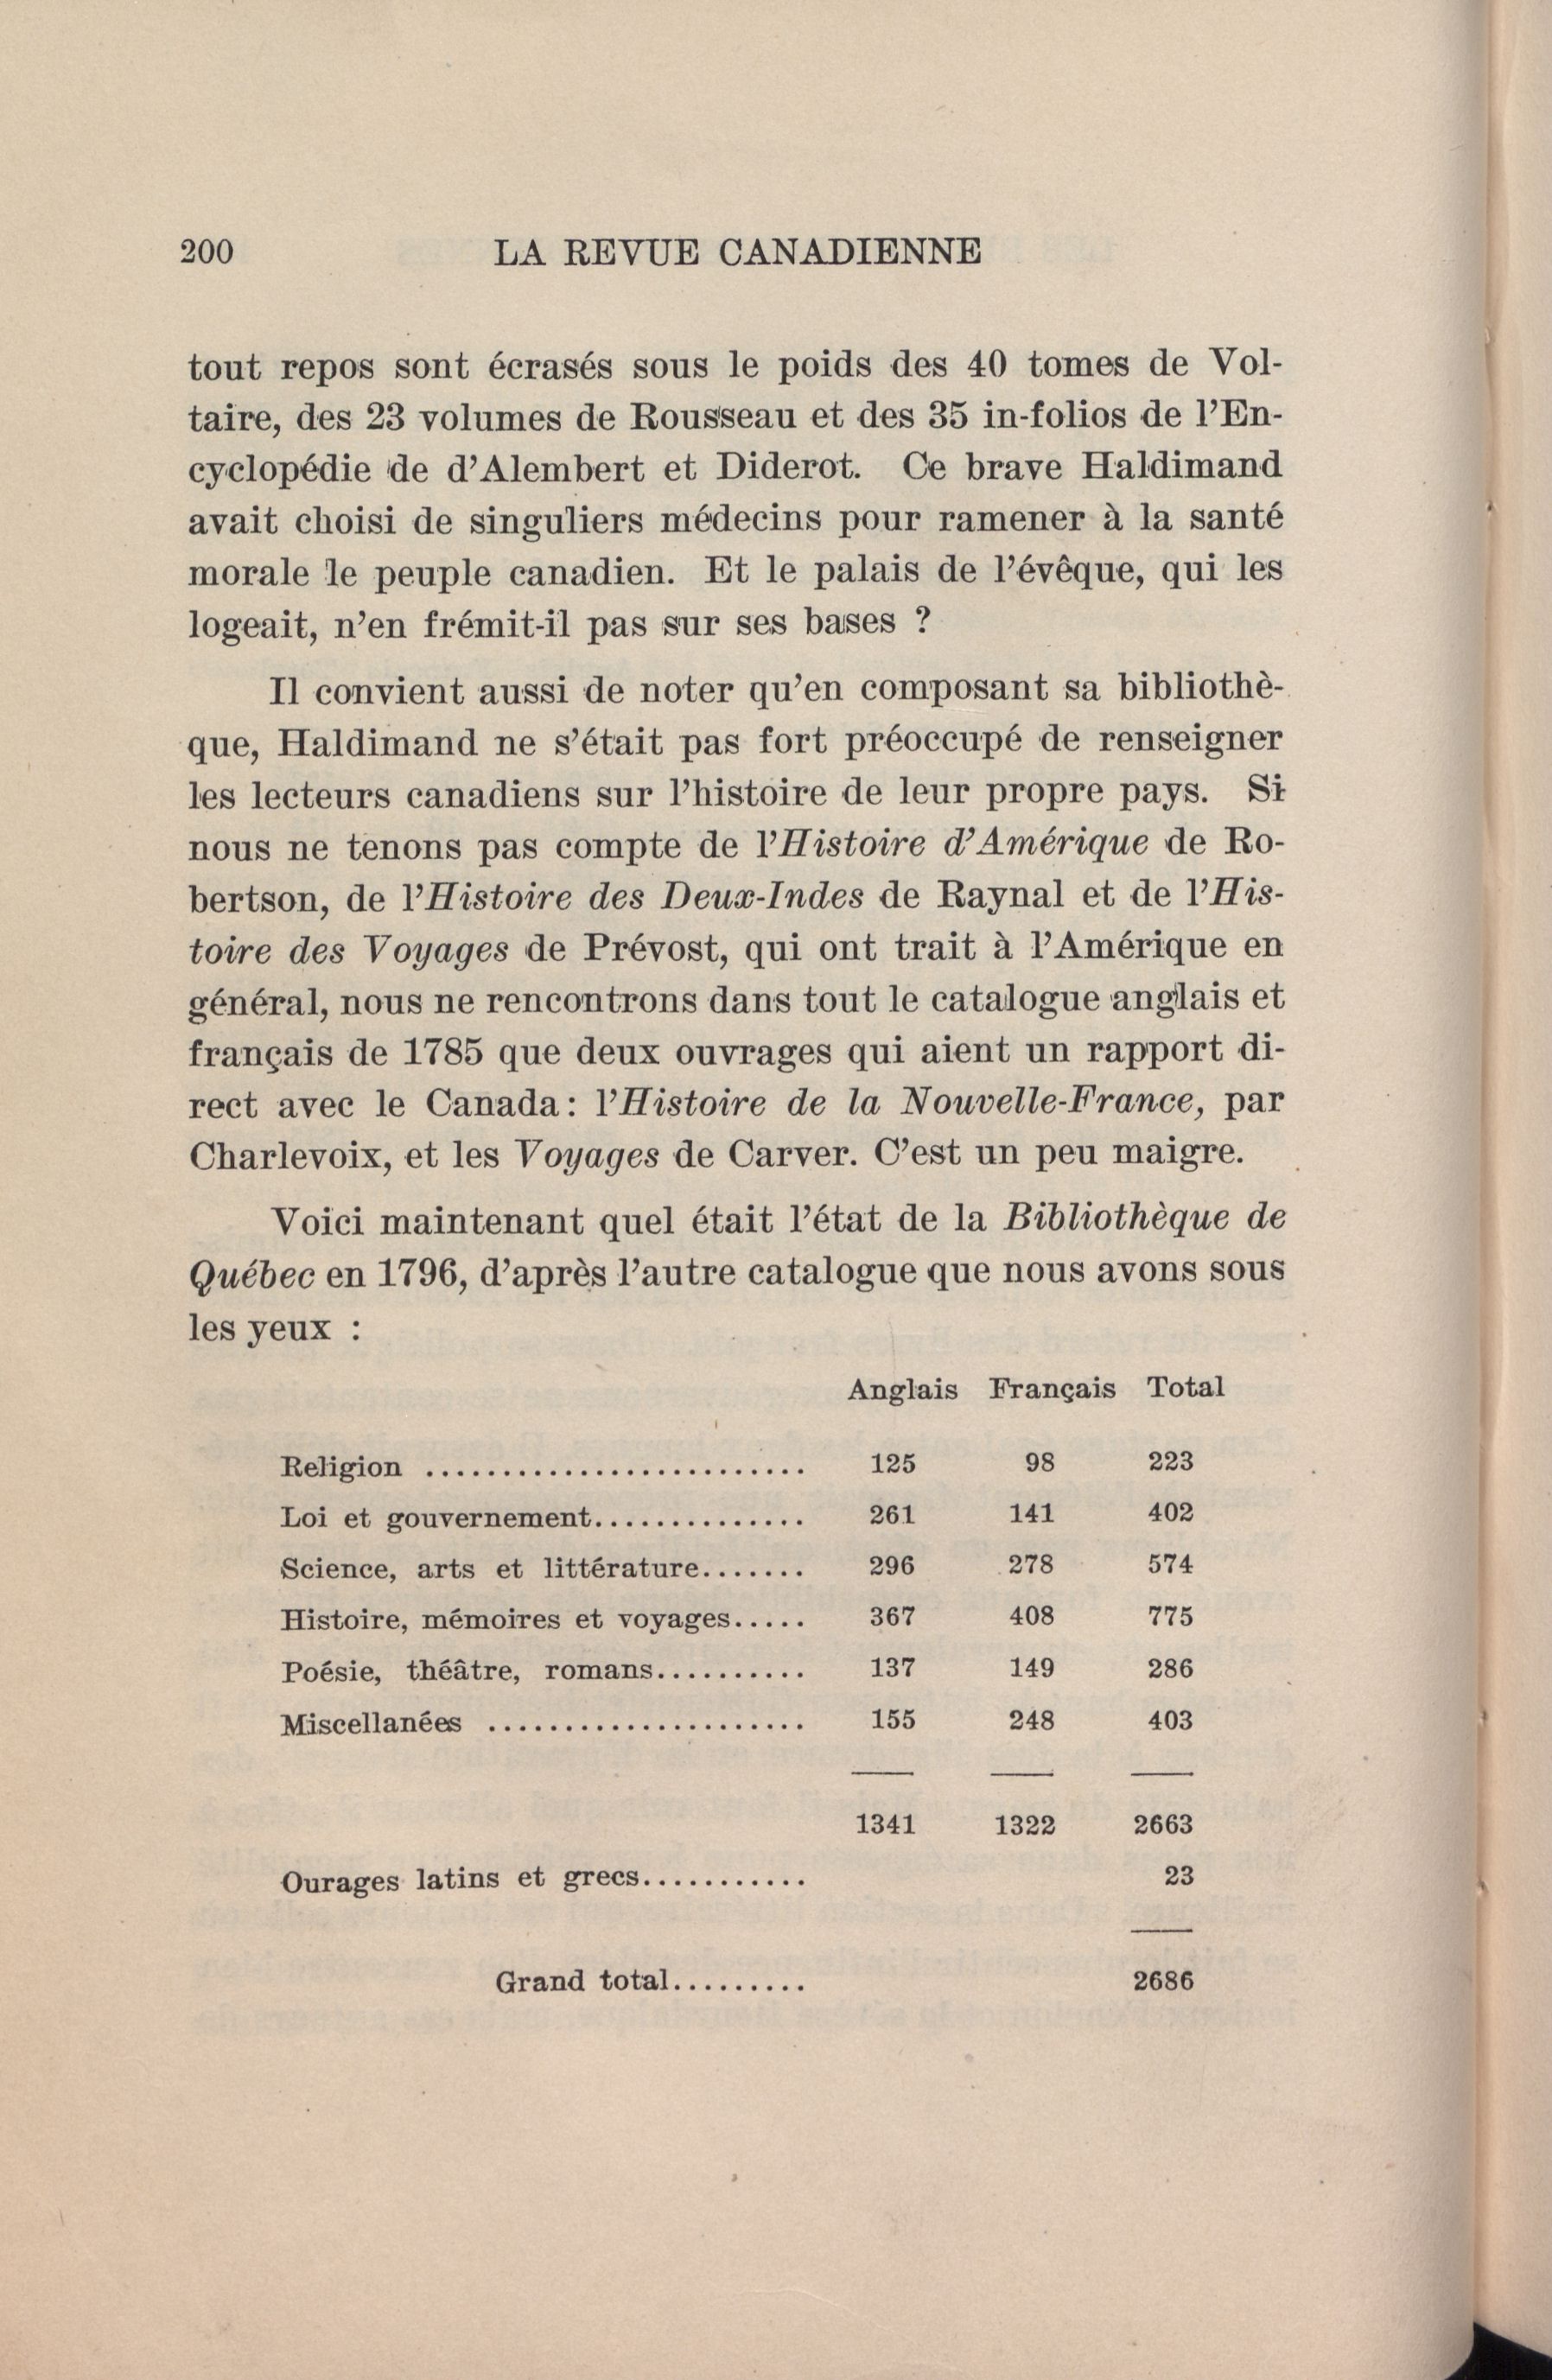 200 LA REVUE CANADIENNE
tout repos sont écrasés sous le poids des 40 tomes de Vol-
taire, des 23 volumes de Rousseau et des 35 in-folios de l'En-
cyclopédie de d'Alembert et Diderot. Ce brave Haldimand
avait choisi de singuliers médecins pour ramener à la santé
morale le peuple canadien. Et le palais de l'évêque, qui les
logeait, n'en frémit-il pas sur ses bases ?
Il convient aussi de noter qu'en composant sa bibliothè-
que, Haldimand ne s'était pas fort préoccupé de renseigner
les lecteurs canadiens sur l'histoire de leur propre pays. Si
nous ne tenons pas compte de l'Histoire d'Amérique de Ro-
bertson, de l'Histoire des Deux-Indes de Raynal et de l'His-
toire des Voyages de Prévost, qui ont trait à l'Amérique en
général, nous ne rencontrons dans tout le catalogue anglais et
français de 1785 que deux ouvrages qui aient un rapport di-
rect avec le Canada: l'Histoire de la Nouvelle-France, par
Charlevoix, et les Voyages de Carver. C'est un peu maigre.
Voici maintenant quel était l'état de la Bibliothèque de
Québec en 1796, d'après l'autre catalogue que nous avons sous
les yeux :
Anglais Français Total
Religion ......................... 125 98 223
Loi et gouvernement.............. 261 141 402
Science, arts et littérature....... 296 278 574
Histoire, mémoires et voyages..... 367 408 775
Poésie, théâtre, romans.......... 137 149 286
Miscellanées ..................... 155 248 403
1341 1322 2663
Ourages latins et grecs........... 23
Grand total......... 2686